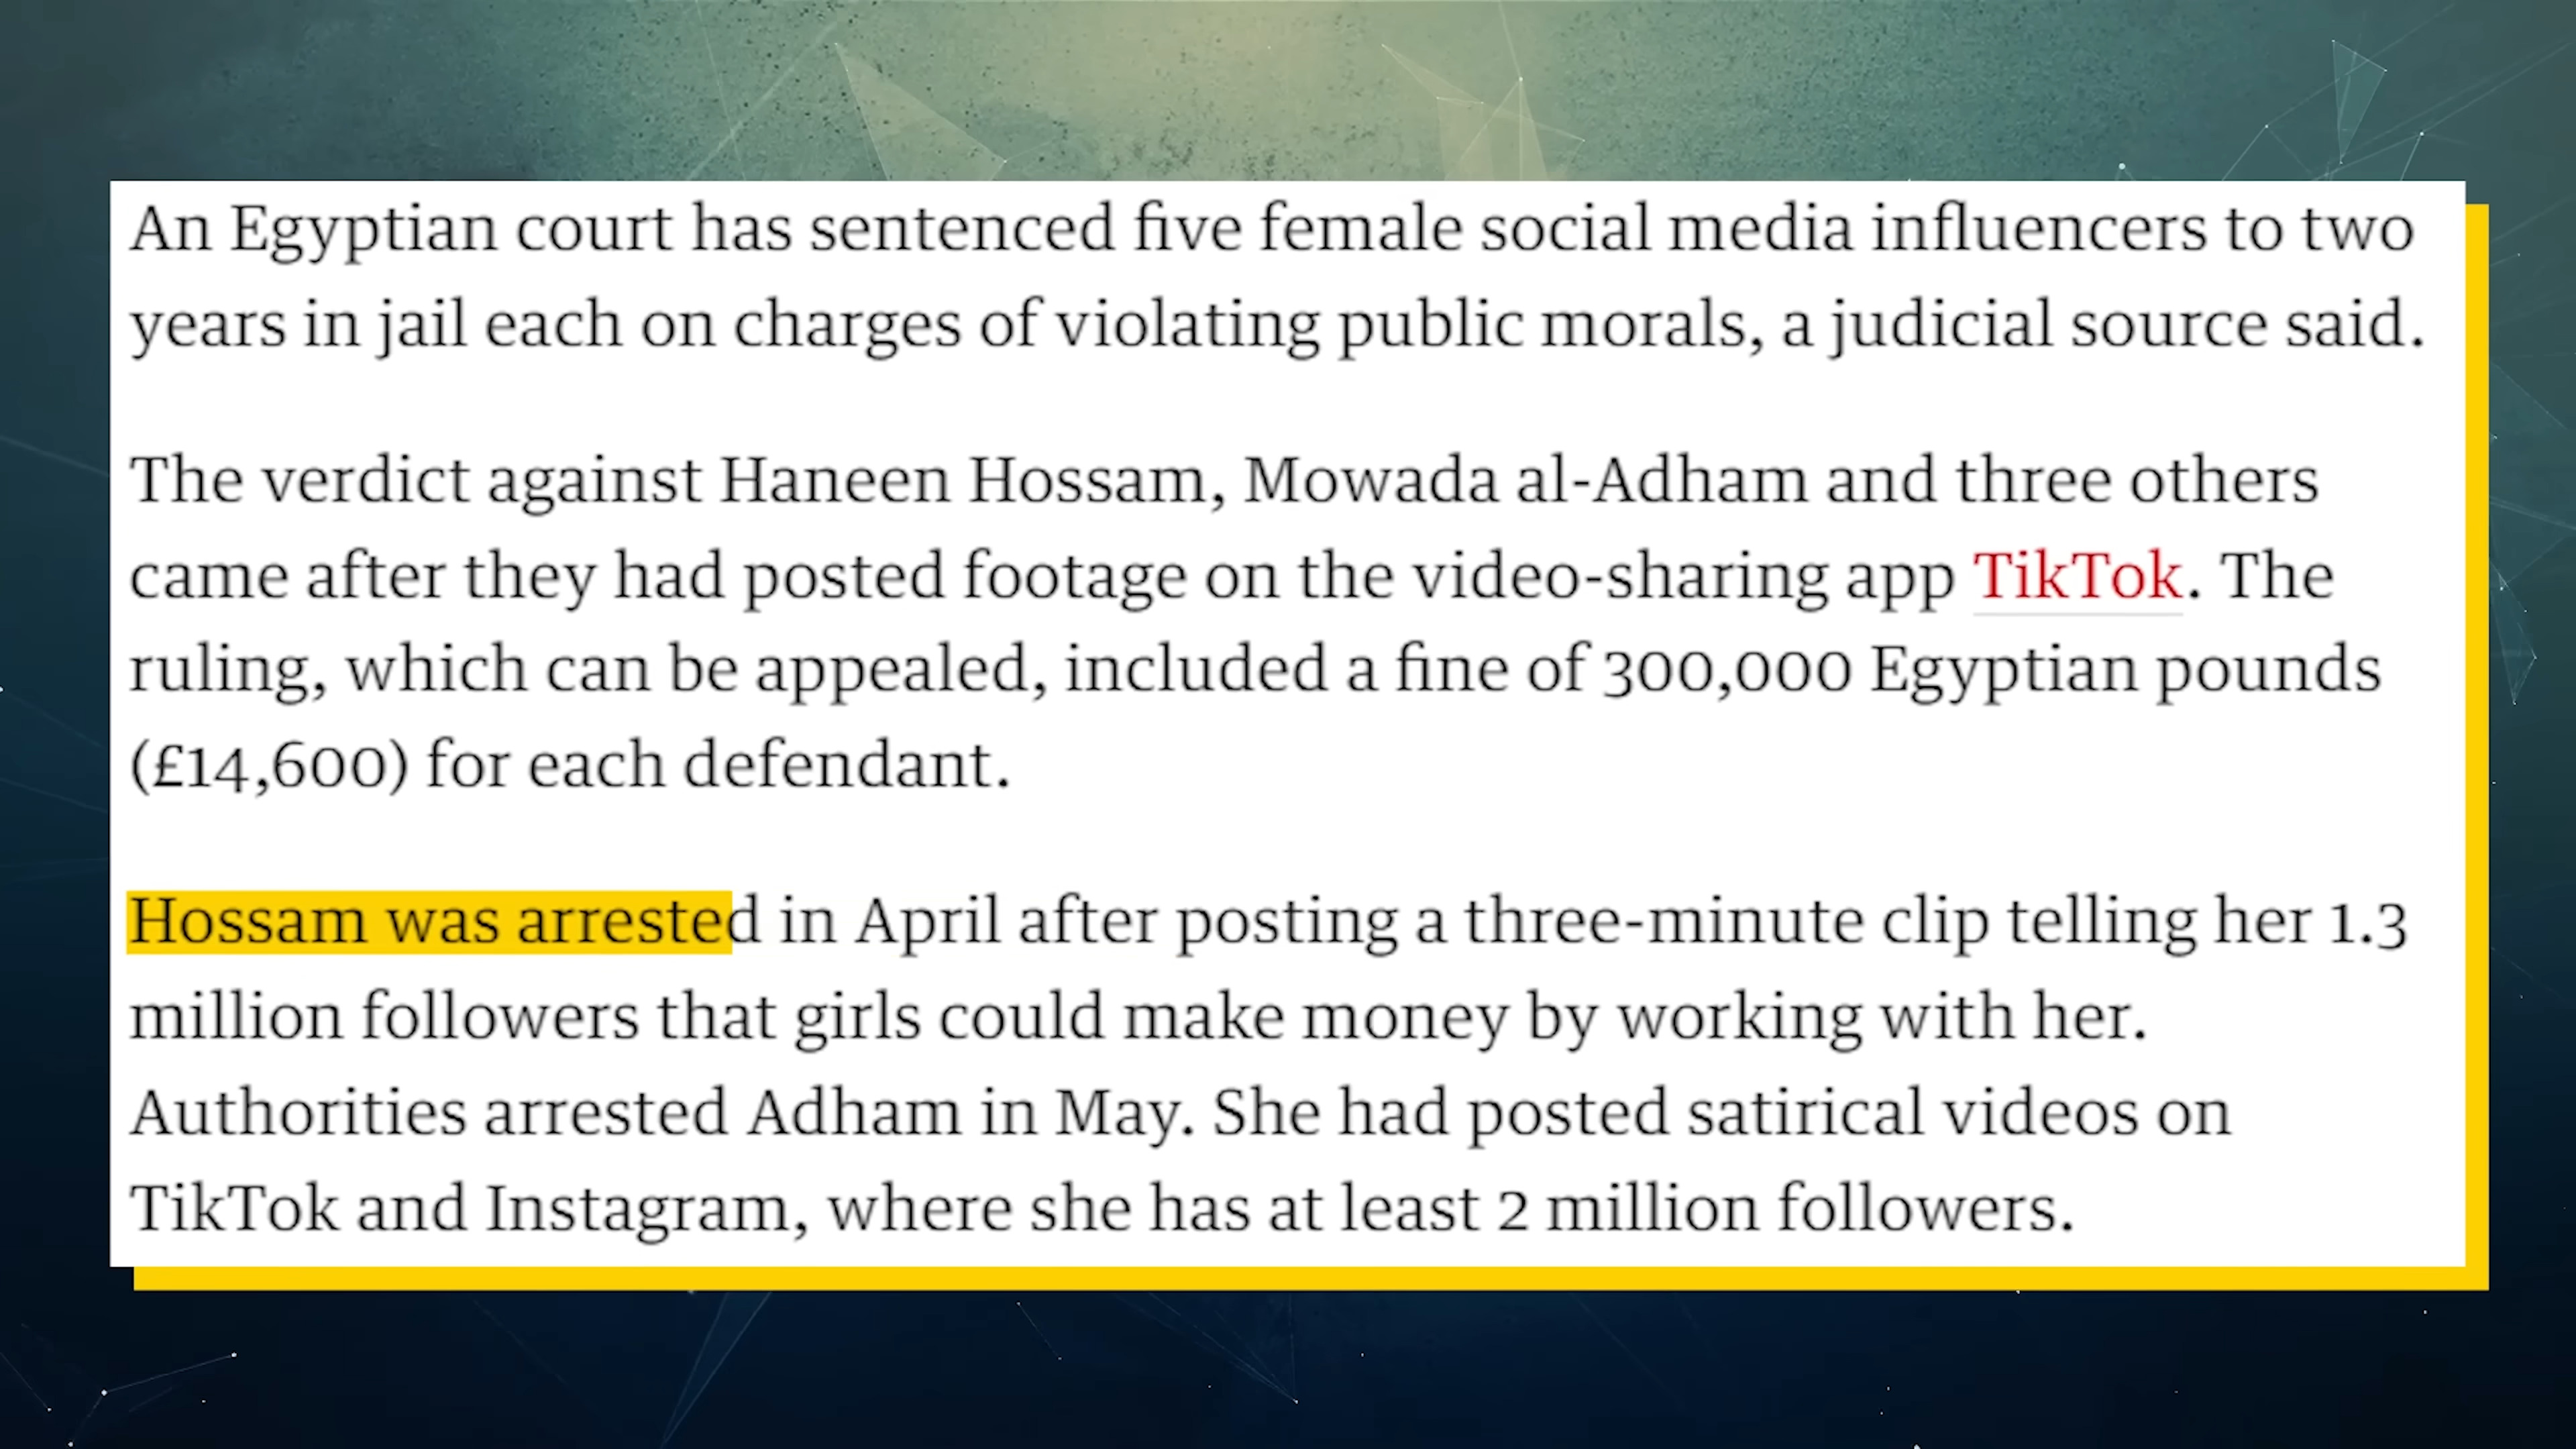 An Egyptian court has sentenced five female social media influencers to two
years in jail each on charges of violating public morals, a judicial source said.
The verdict against Haneen Hossam, Mowada al-Adham and three others
came after they had posted footage on the video-sharing app TikTok. The
ruling, which can be appealed, included a fine of 300,000 Egyptian pounds
(£14,600) for each defendant.
Hossam was arrested in April after posting a three-minute clip telling her 1.3
million followers that girls could make money by working with her.
Authorities arrested Adham in May. She had posted satirical videos on
TikTok and Instagram, where she has at least 2 million followers.